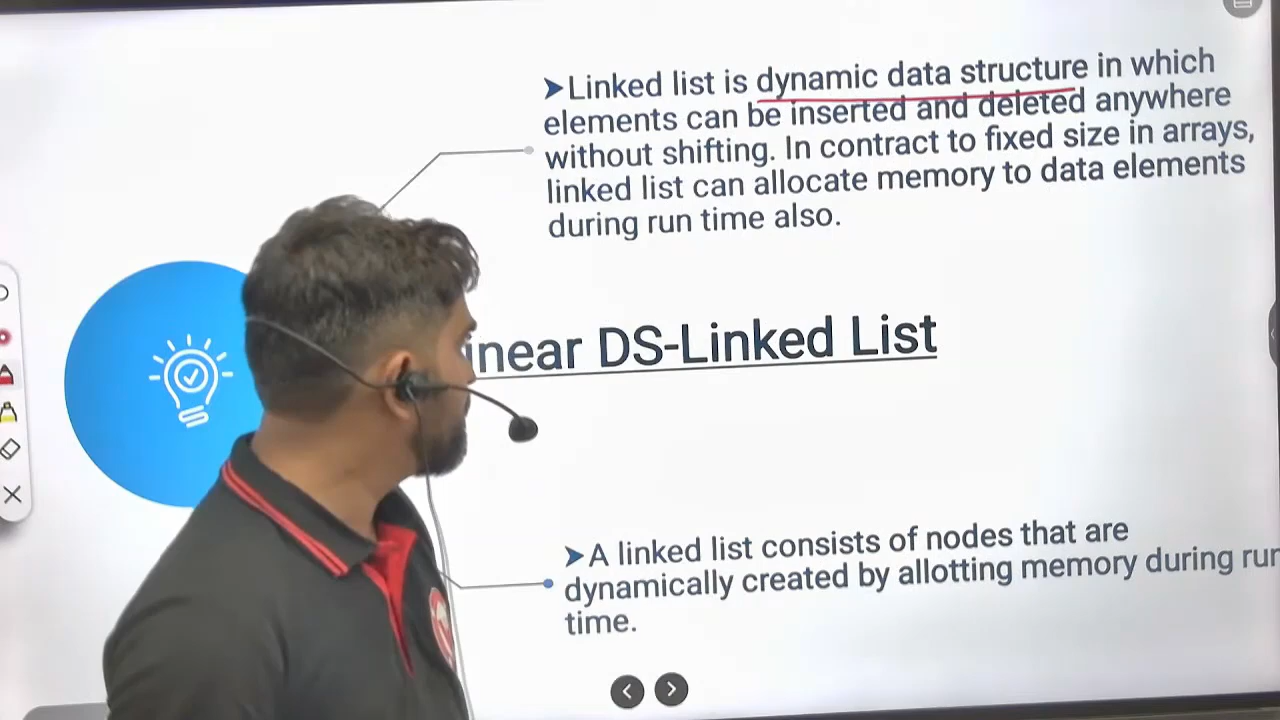 ➤Linked list is dynamic data structure in which
elements can be inserted and deleted anywhere
without shifting. In contract to fixed size in arrays,
linked list can allocate memory to data elements
during run time also.
inear DS-Linked List
➤A linked list consists of nodes that are
dynamically created by allotting memory during run
time.